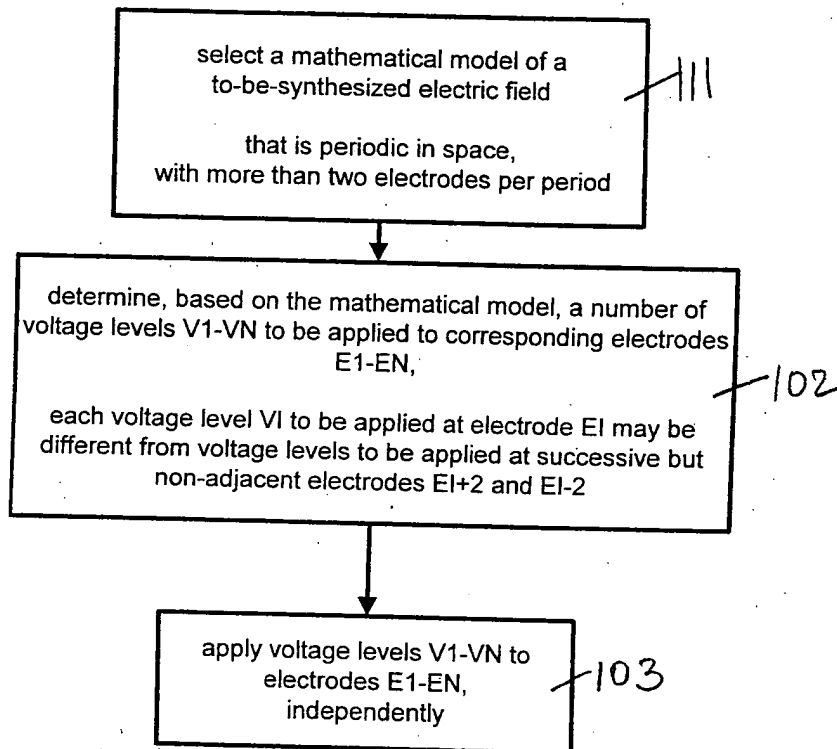 select a mathematical model of a
to-be-synthesized electric field
that is periodic in space,
with more than two electrodes per period
111
determine, based on the mathematical model, a number of
voltage levels V1-VN to be applied to corresponding electrodes
E1-EN,
each voltage level VI to be applied at electrode EI may be
different from voltage levels to be applied at successive but
non-adjacent electrodes EI+2 and EI-2
102
apply voltage levels V1-VN to
electrodes E1-EN,
independently
103